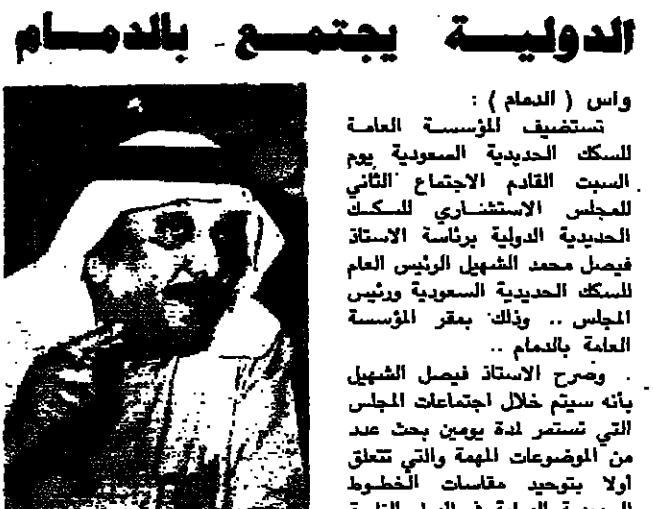 الدولية يجتمع بالدمام
واس ( الدمام ) :
تستضيف المؤسسة العامة
للسكك الحديدية السعودية يوم
السبت القادم الاجتماع الثاني
للمجلس الاستشاري للسكك
الحديدية الدولية برئاسة الاستاذ
فيصل محمد الشهيل الرئيس العام
للسكك الحديدية السعودية ورئيس
المجلس .. وذلك بمقر المؤسسة
العامة بالدمام ..
. وصرح الاستاذ فيصل الشهيل
بأنه سيتم خلال اجتماعات المجلس
التي تستمر لمدة يومين بحث عدد
من الموضوعات المهمة والتي تتعلق
اولا بتوحيد مقاسات الخطوط